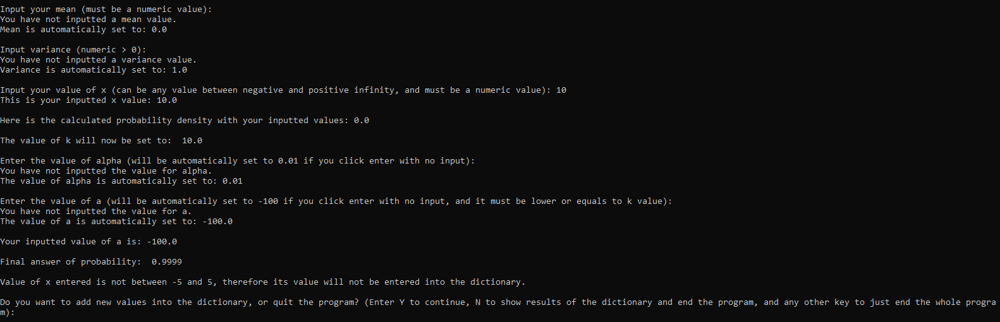 Input your mean (must be a numeric value):
You have not inputted a mean value.
Mean is automatically set to: 0.0
Input variance (numeric > 0):
You have not inputted a variance value.
Variance is automatically set to: 1.0
Input your value of x (can be any value between negative and positive infinity, and must be a numeric value): 10
This is your inputted x value: 10.0
Here is the calculated probability density with your inputted values: 0.0
The value of k will now be set to:  10.0
Enter the value of alpha (will be automatically set to 0.01 if you click enter with no input):
You have not inputted the value for alpha.
The value of alpha is automatically set to: 0.01
Enter the value of a (will be automatically set to -100 if you click enter with no input, and it must be lower or equals to k value):
You have not inputted the value for a.
The value of a is automatically set to: -100.0
Your inputted value of a is: -100.0
Final answer of probability:  0.9999
Value of x entered is not between -5 and 5, therefore its value will not be entered into the dictionary.
Do you want to add new values into the dictionary, or quit the program? (Enter Y to continue, N to show results of the dictionary and end the program, and any other key to just end the whole progra
m):